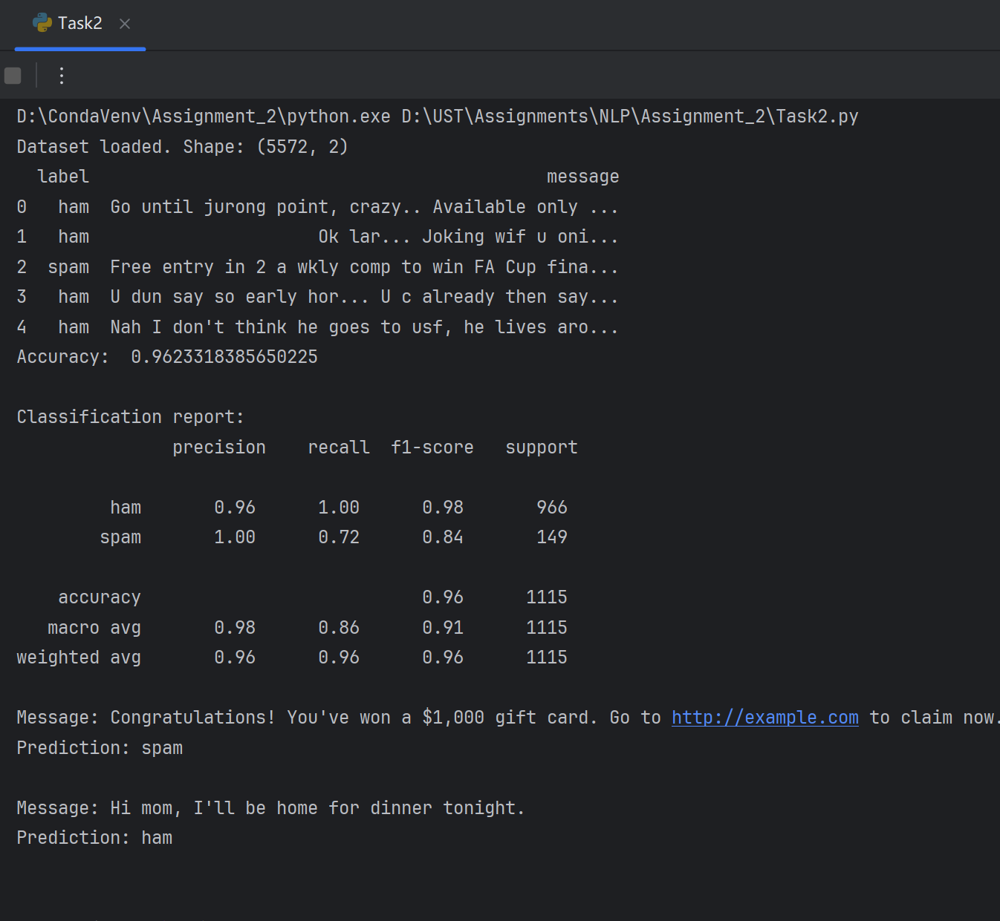 Task2
D:\CondaVenv\Assignment_2\python.exe D:\UST\Assignments\NLP\Assignment_2\Task2.py
Dataset loaded. Shape: (5572, 2)
  label                                            message
0   ham  Go until jurong point, crazy.. Available only ...
1   ham                      Ok lar... Joking wif u oni...
2  spam  Free entry in 2 a wkly comp to win FA Cup fina...
3   ham  U dun say so early hor... U c already then say...
4   ham  Nah I don't think he goes to usf, he lives aro...
Accuracy:  0.9623318385650225
Classification report:
               precision    recall  f1-score   support
         ham       0.96      1.00      0.98       966
        spam       1.00      0.72      0.84       149
    accuracy                           0.96      1115
   macro avg       0.98      0.86      0.91      1115
weighted avg       0.96      0.96      0.96      1115
Message: Congratulations! You've won a $1,000 gift card. Go to http://example.com to claim now.
Prediction: spam
Message: Hi mom, I'll be home for dinner tonight.
Prediction: ham